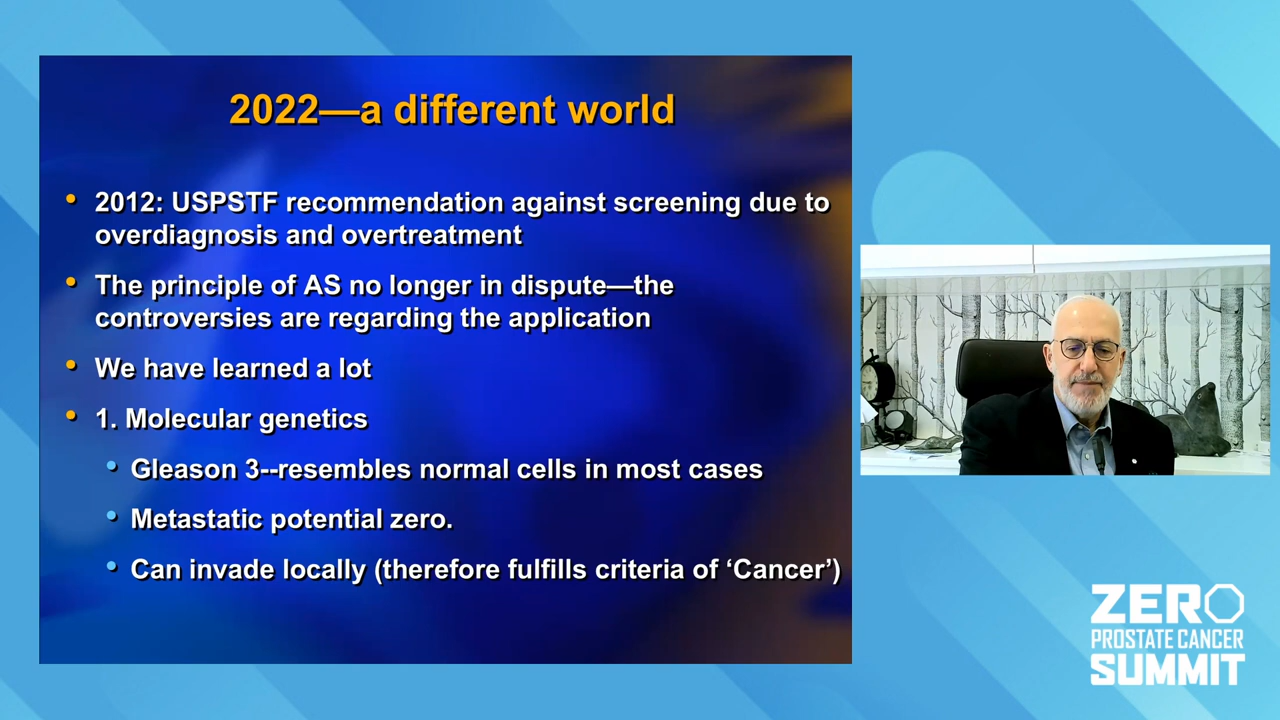 2022—a different world
• 2012: USPSTF recommendation against screening due to
overdiagnosis and overtreatment
• The principle of AS no longer in dispute—the
controversies are regarding the application
• We have learned a lot
• 1. Molecular genetics
• Gleason 3--resembles normal cells in most cases
• Metastatic potential zero.
• Can invade locally (therefore fulfills criteria of ‘Cancer’)
ZERO
PROSTATE CANCER
SUMMIT